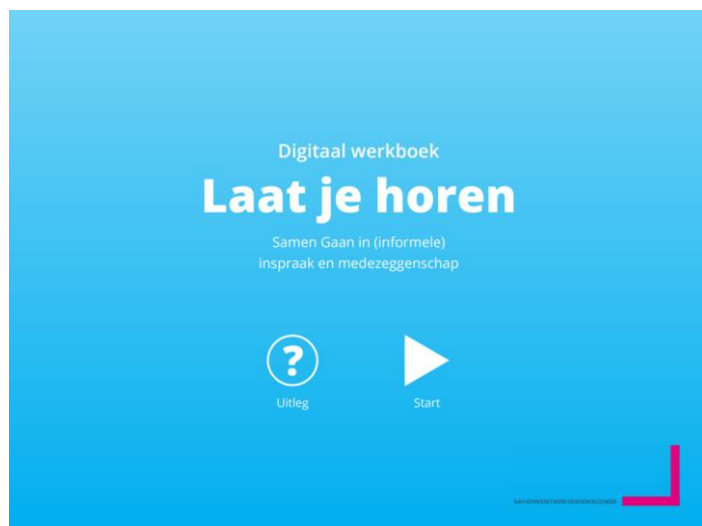 Digitaal werkboek
Laat je horen
Samen Gaan in (informele)
inspraak en medezeggenschap
?
Uitleg
Start